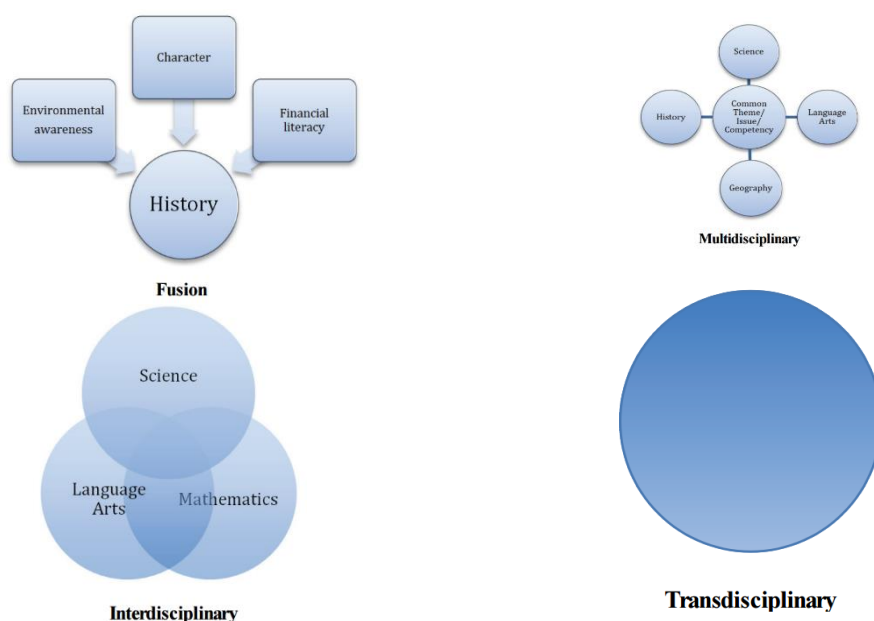 Character
Environmental
awareness
Financial
literacy
History
Fusion
Science
History
Common
Theme/
Issue/
Competency
Language
Arts
Geography
Multidisciplinary
Science
Language
Arts
Mathematics
Interdisciplinary
Transdisciplinary